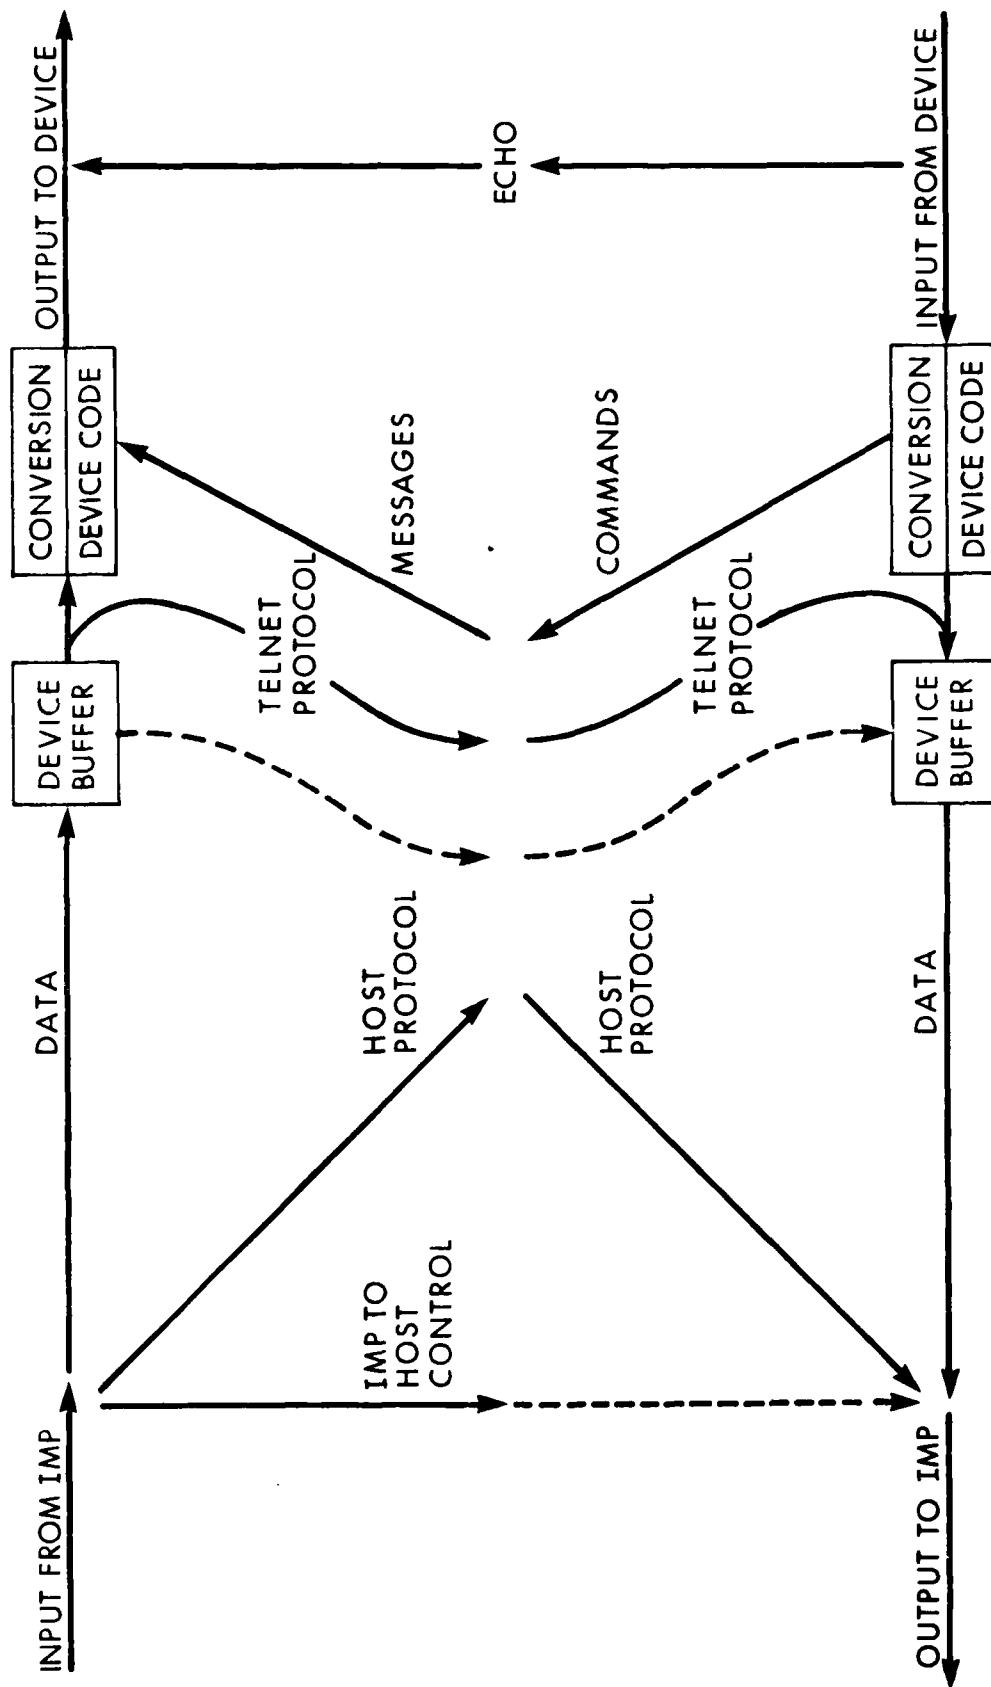 INPUT FROM IMP
DATA
DEVICE
BUFFER
CONVERSION
DEVICE CODE
OUTPUT TO DEVICE
IMP TO
HOST
CONTROL
HOST
PROTOCOL
TELNET
PROTOCOL
MESSAGES
ECHO
HOST
PROTOCOL
TELNET
PROTOCOL
COMMANDS
OUTPUT TO IMP
DATA
DEVICE
BUFFER
CONVERSION
DEVICE CODE
INPUT FROM DEVICE